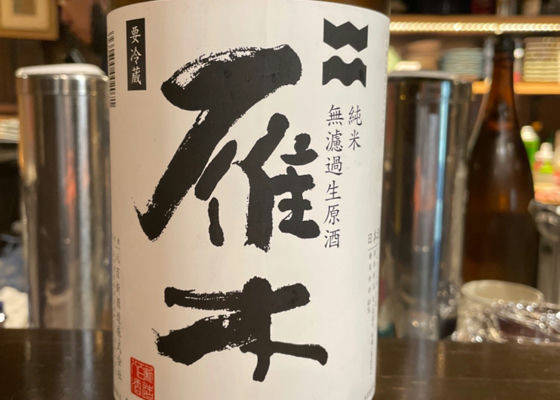 要冷蔵
雁木
純米
無濾過生原酒